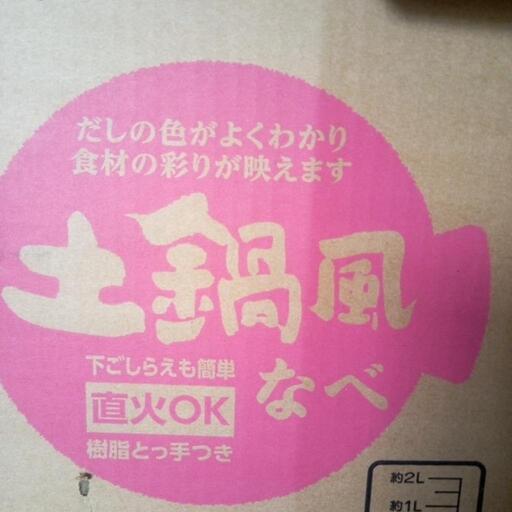 だしの色がよくわかり
食材の彩りが映えます
土鍋風
なべ
下ごしらえも簡単
直火OK
樹脂とっ手つき
約2L
約1L